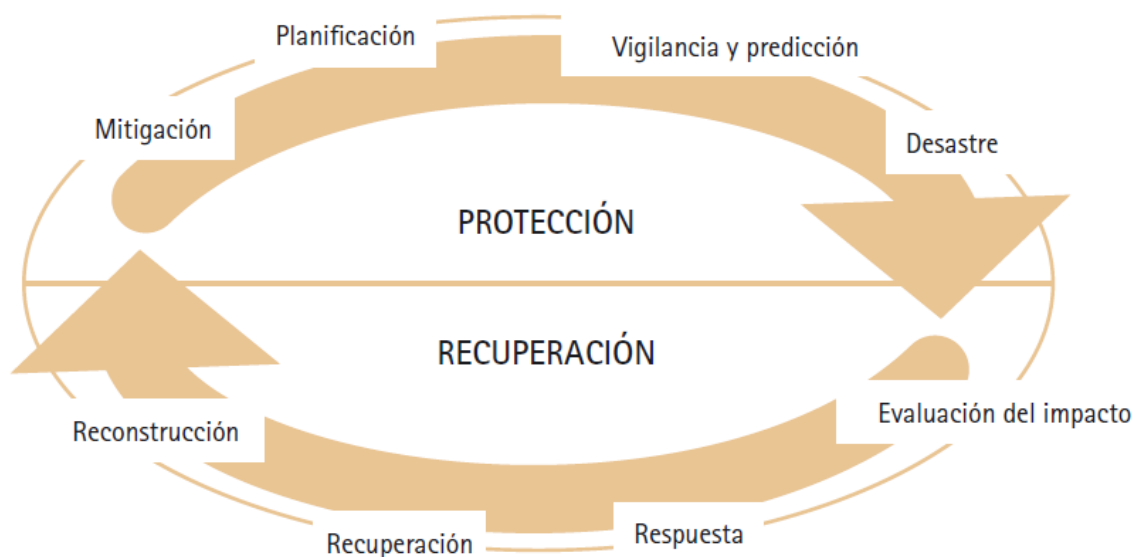 Planificación
Vigilancia y predicción
Mitigación
Desastre
PROTECCIÓN
RECUPERACIÓN
Evaluación del impacto
Reconstrucción
Respuesta
Recuperación